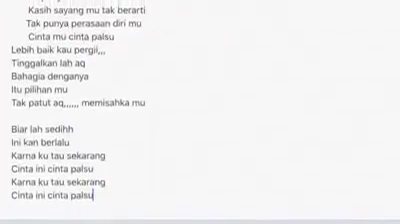 Kasih sayang mu tak berarti
Tak punya perasaan diri mu
Cinta mu cinta palsu
Lebih baik kau pergii,,,
Tinggalkan lah aq
Bahagia denganya
Itu pilihan mu
Tak patut aq,,,,,, memisahka mu

Biar lah sedihh
Ini kan berlalu
Karna ku tau sekarang
Cinta ini cinta palsu
Karna ku tau sekarang
Cinta ini cinta palsu